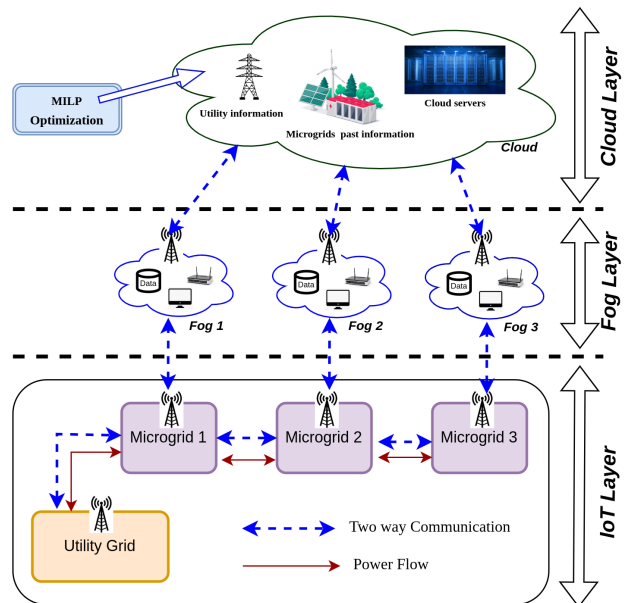 MILP
Optimization
Utility information
Microgrids past information
Cloud servers
Cloud
Cloud Layer
Data
Data
Data
Fog 1
Fog 2
Fog 3
Fog Layer
Microgrid 1
Microgrid 2
Microgrid 3
Utility Grid
Two way Communication
Power Flow
IoT Layer